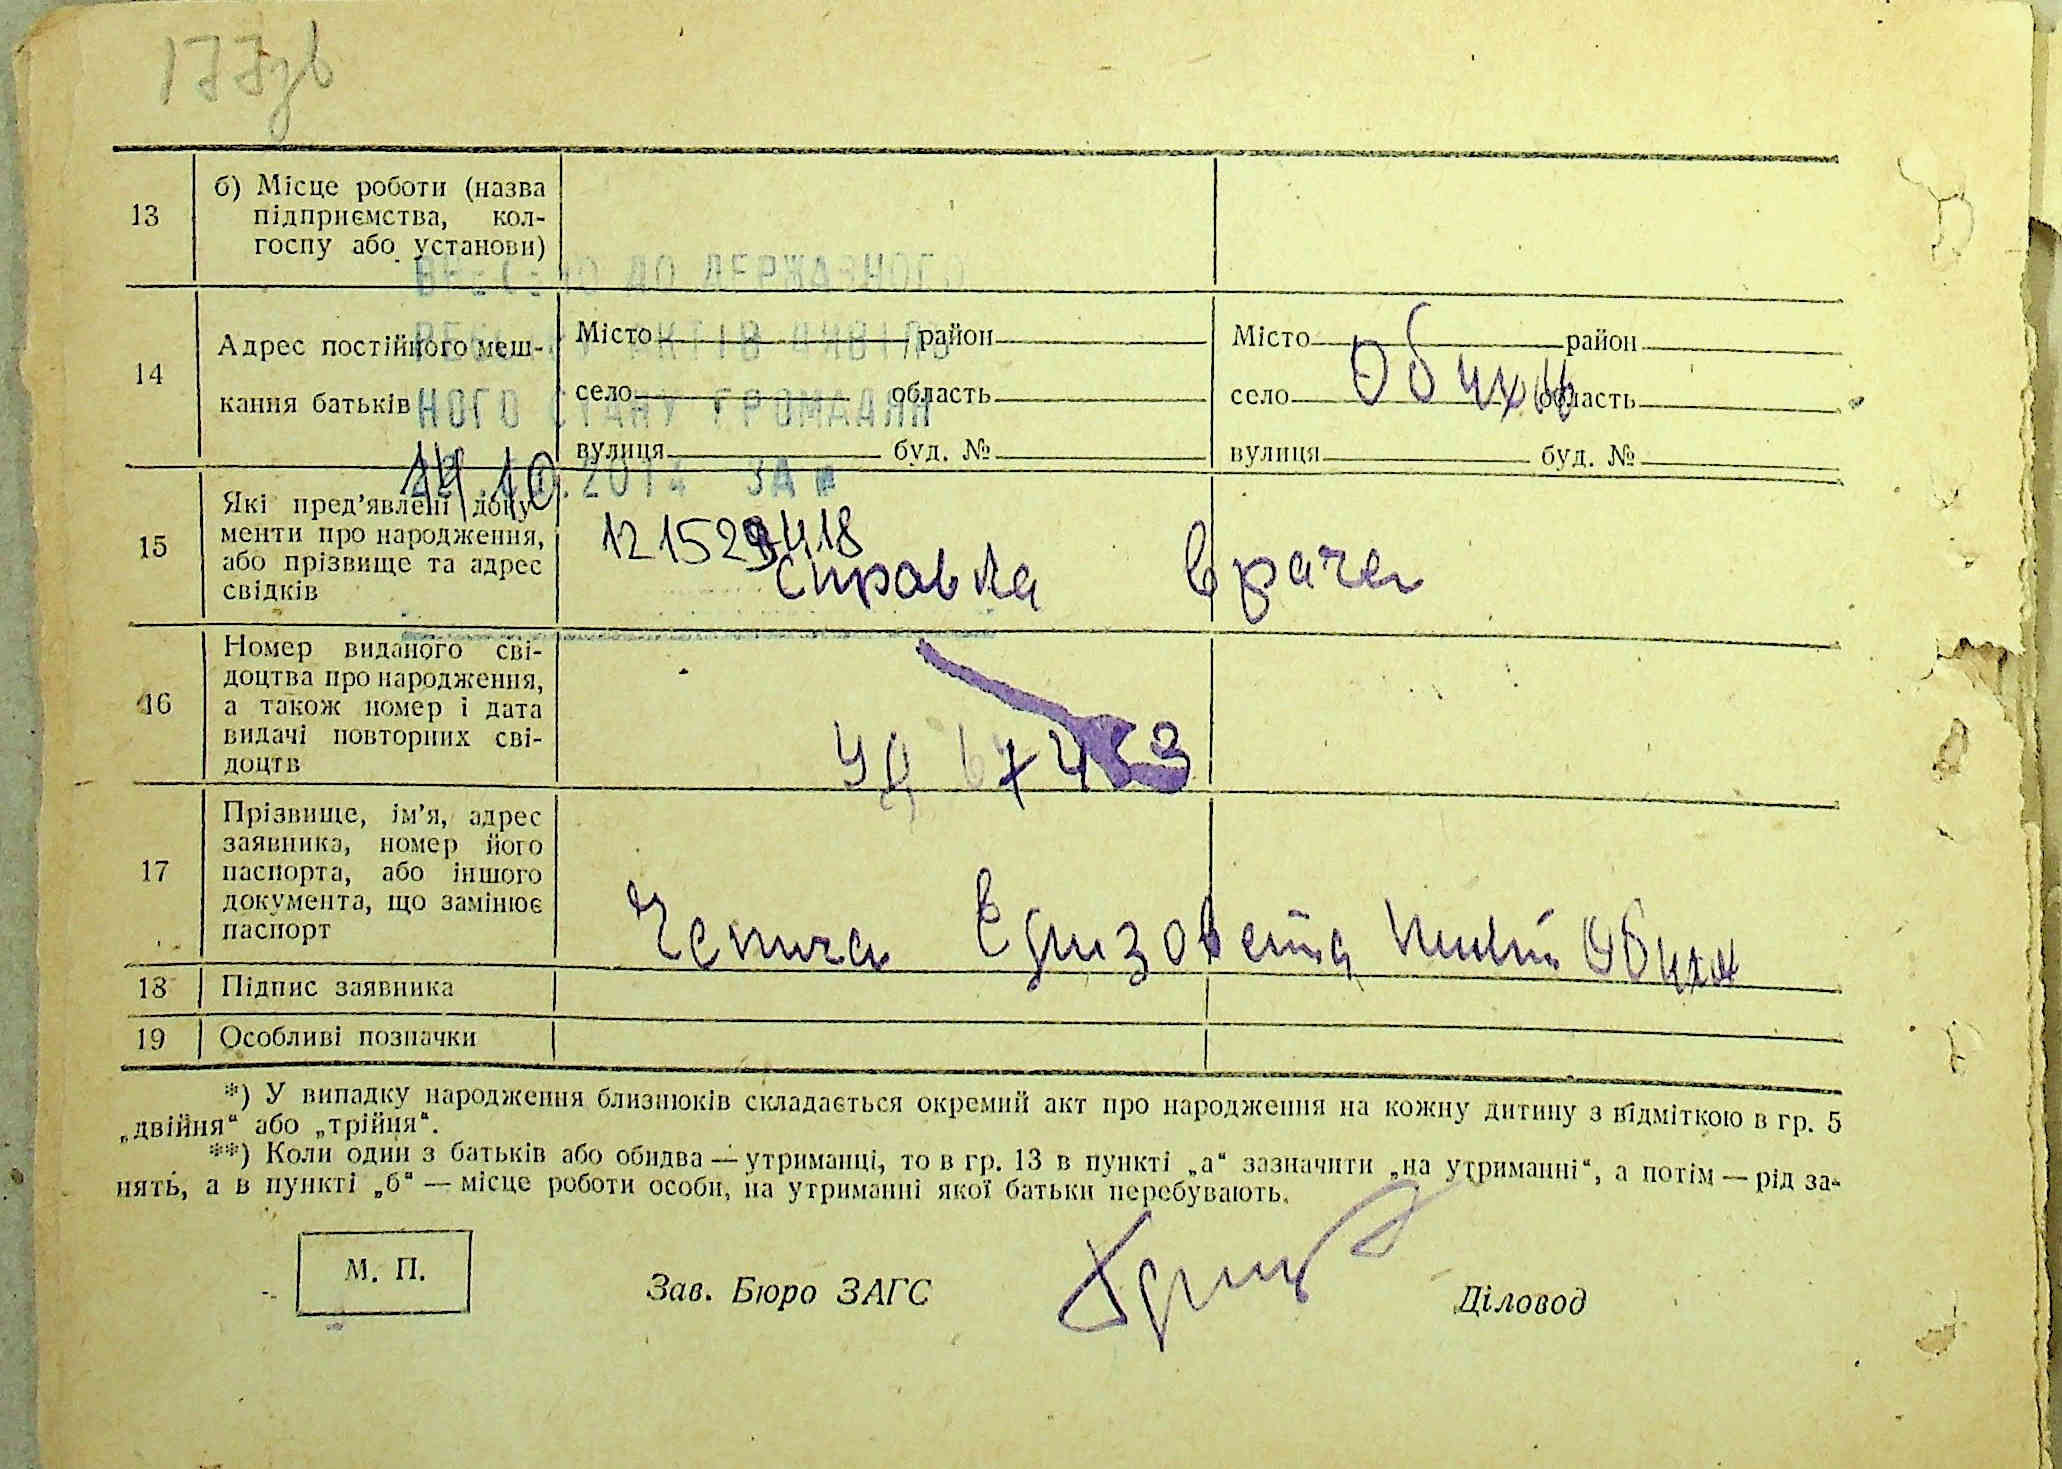 177зв
13
б) Місце роботи (назва
підприємства, кол-
госпу або установи)
ВНЕСЕНО ДО ДЕРЖАВНОГО
РЕЄСТРУ АКТІВ ЦИВІЛЬ
НОГО СТАНУ ГРОМАДЯН
14.10.2014 ЗА №
121529418
14
Адрес постійного меш-
кання батьків
Місто район
село область
вулиця буд. №
Місто район
село область
вулиця буд. №
15
Які пред'явлені доку-
менти про народження,
або прізвище та адрес
свідків
справка врача
16
Номер виданого сві-
доцтва про народження,
а також номер і дата
видачі повторних сві-
доцтв
17
Прізвище, ім'я, адрес
заявника, номер його
паспорта, або іншого
документа, що замінює
паспорт
Єлизовета
18 Підпис заявника
19 Особливі позначки
*) У випадку народження близнюків складається окремий акт про народження на кожну дитину з відміткою в гр. 5
„двійня“ або „трійня“.
**) Коли один з батьків або обидва — утриманці, то в гр. 13 в пункті „а“ зазначити „на утриманні“, а потім — рід за-
нять, а в пункті „б“ — місце роботи особи, на утриманні якої батьки перебувають.
М. П.
Зав. Бюро ЗАГС
Діловод